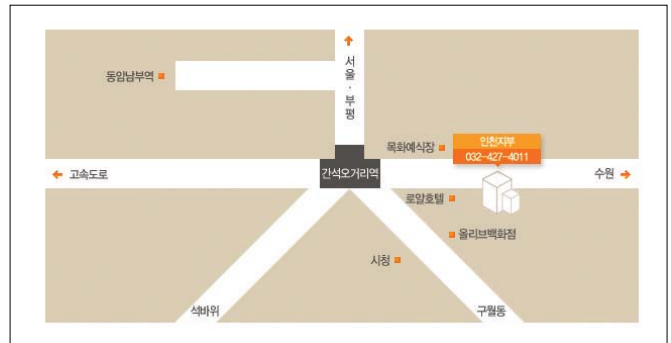 서울·부평
동암남부역
목화예식장
인천지부
032-427-4011
고속도로
간석오거리역
수원
로얄호텔
올리브백화점
시청
석바위
구월동